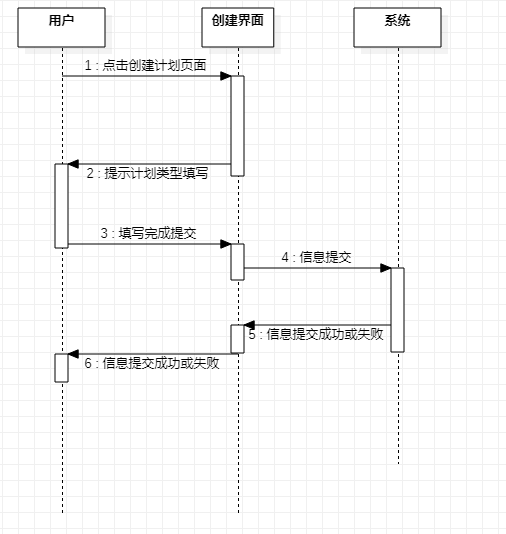 用户
创建界面
系统
1 : 点击创建计划页面
2 : 提示计划类型填写
3 : 填写完成提交
4 : 信息提交
5 : 信息提交成功或失败
6 : 信息提交成功或失败